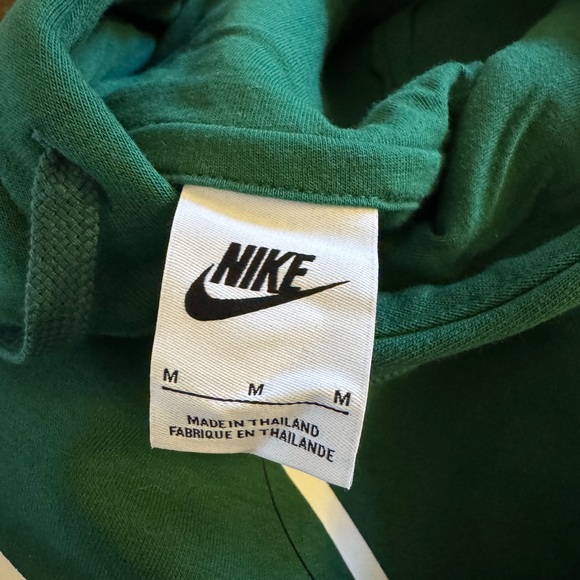 NIKE
M M M
MADE IN THAILAND
FABRIQUE EN THAILANDE